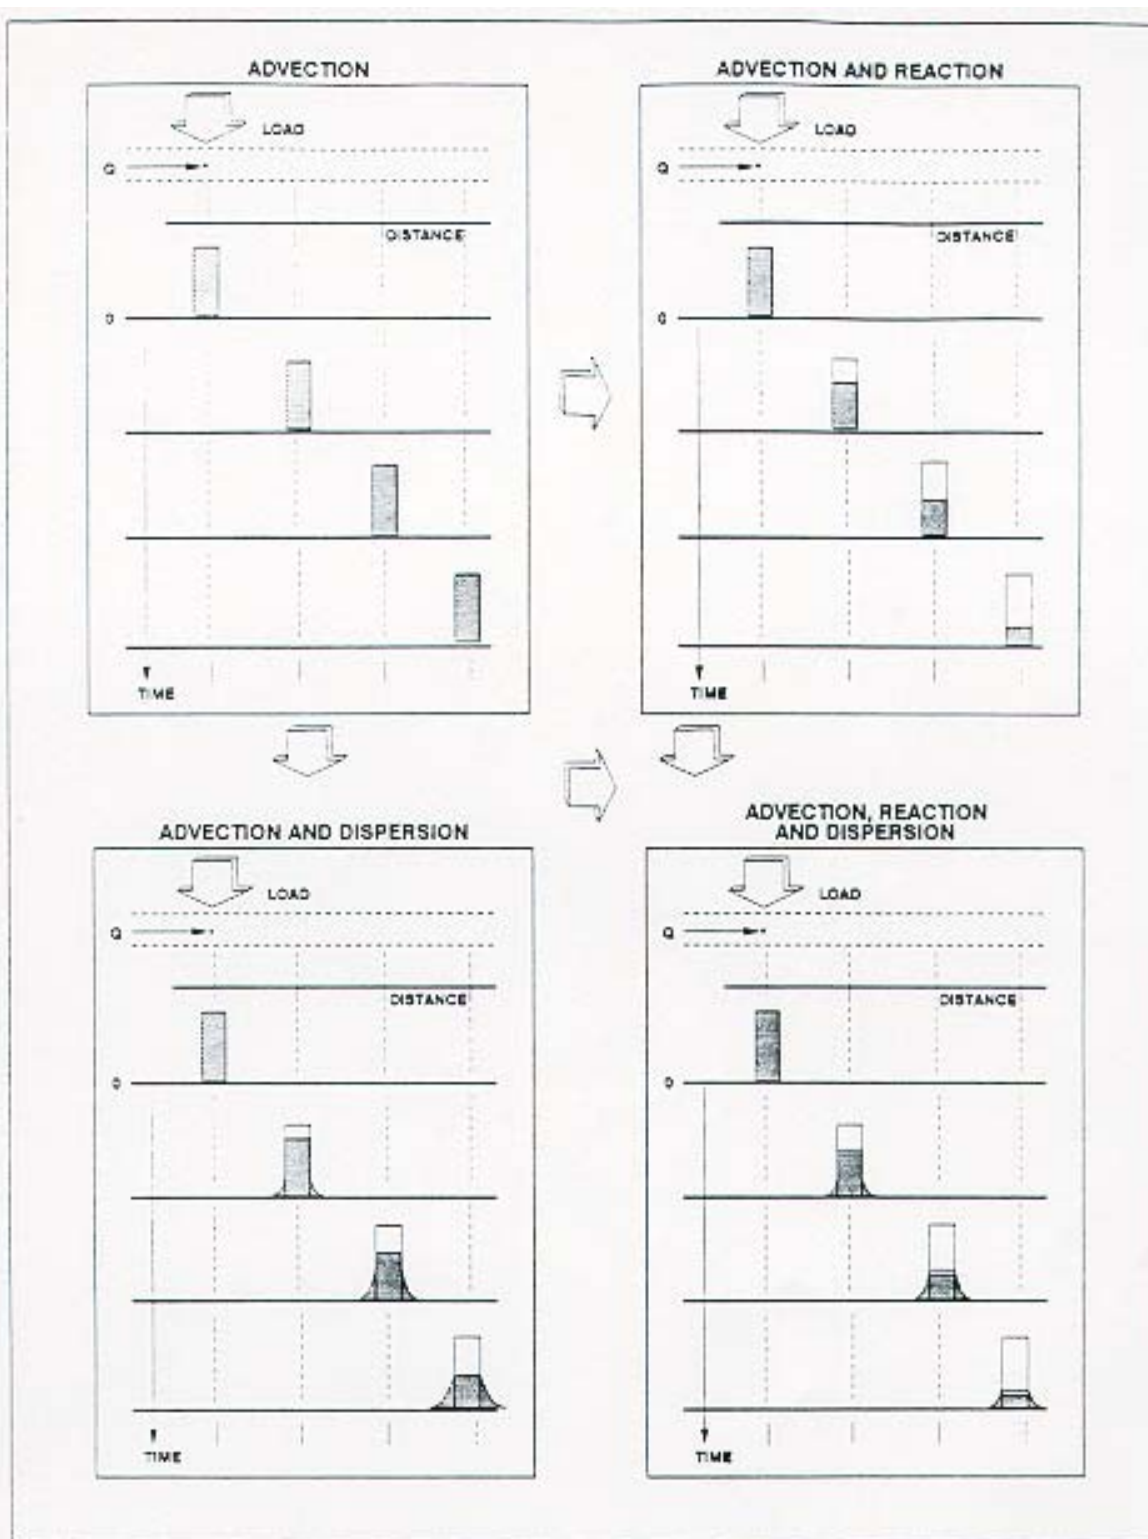 ADVECTION
LOAD
Q
DISTANCE
0
TIME
ADVECTION AND REACTION
LOAD
Q
DISTANCE
0
TIME
ADVECTION AND DISPERSION
LOAD
Q
DISTANCE
0
TIME
ADVECTION, REACTION
AND DISPERSION
LOAD
Q
DISTANCE
0
TIME